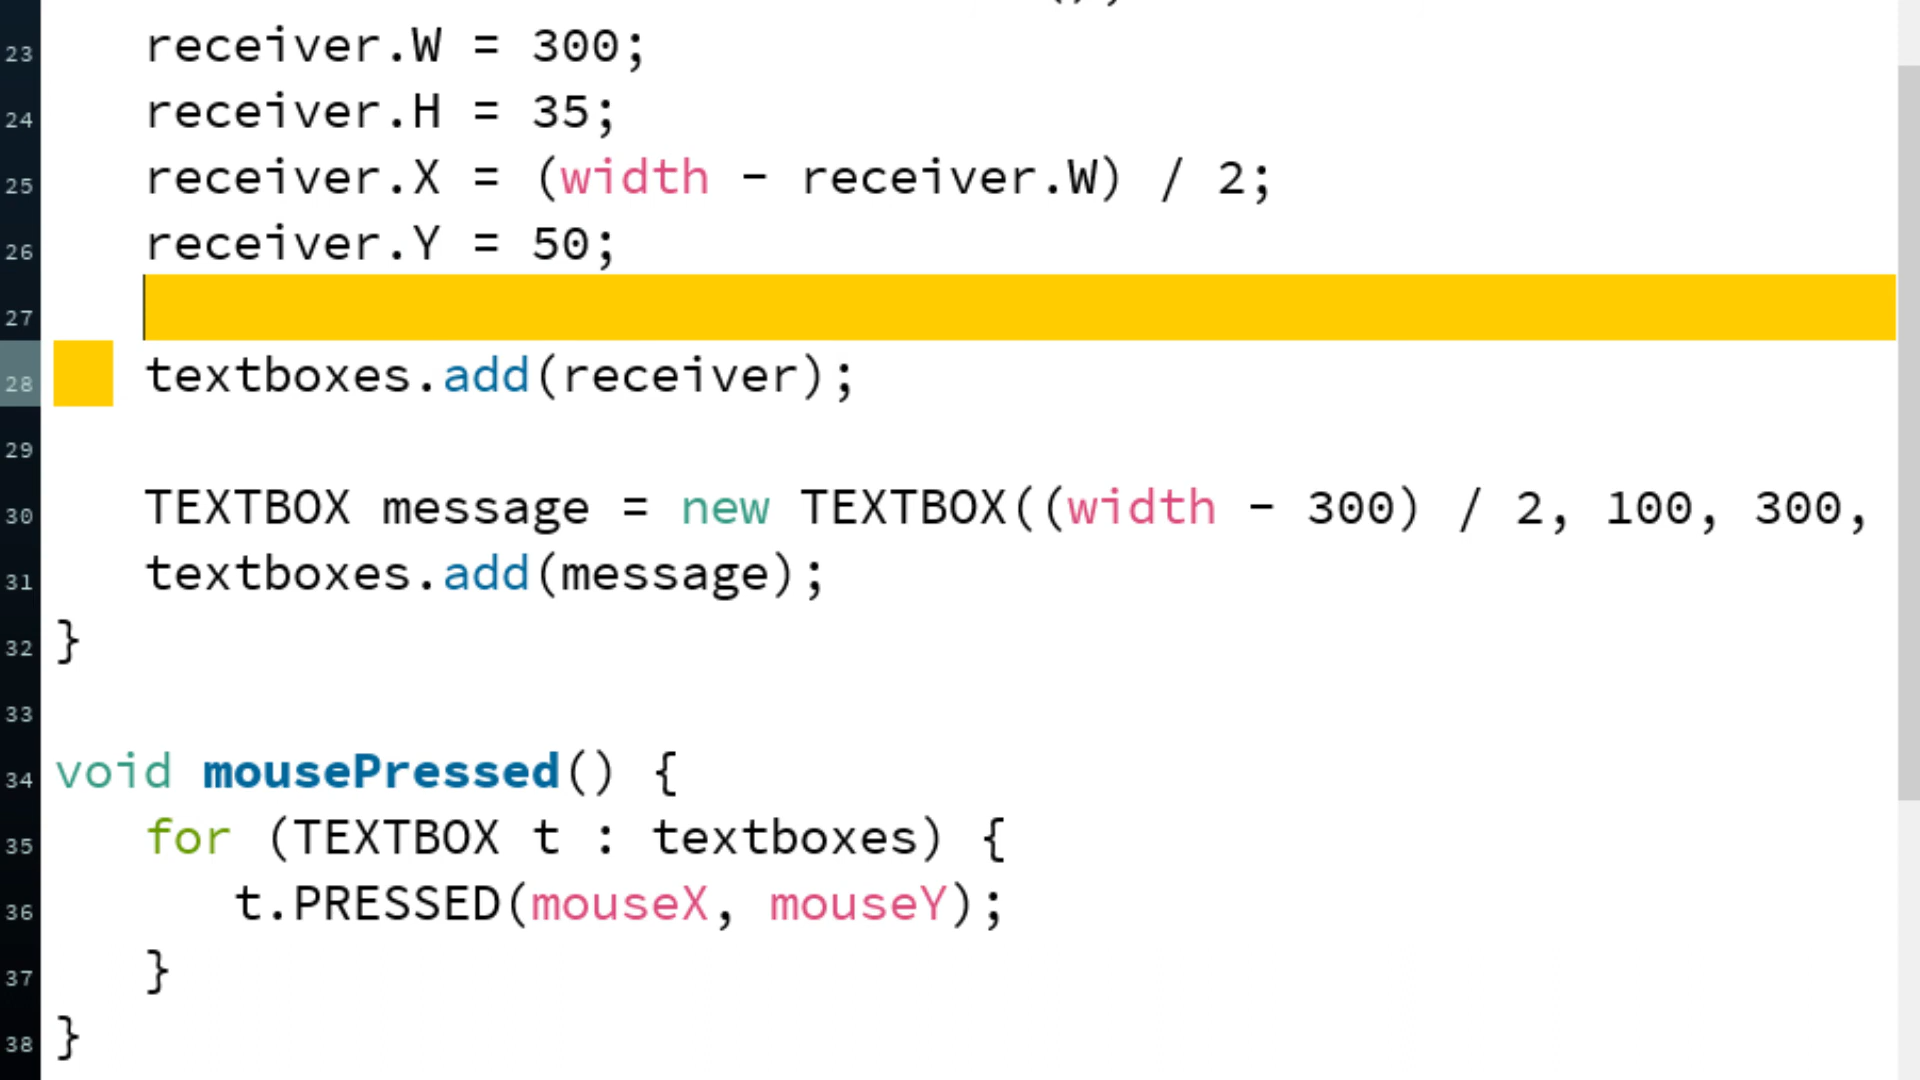 23 receiver.W = 300;
24 receiver.H = 35;
25 receiver.X = (width - receiver.W) / 2;
26 receiver.Y = 50;
27
28 textboxes.add(receiver);
29
30 TEXTBOX message = new TEXTBOX((width - 300) / 2, 100, 300,
31 textboxes.add(message);
32 }
33
34 void mousePressed() {
35 for (TEXTBOX t : textboxes) {
36 t.PRESSED(mouseX, mouseY);
37 }
38 }